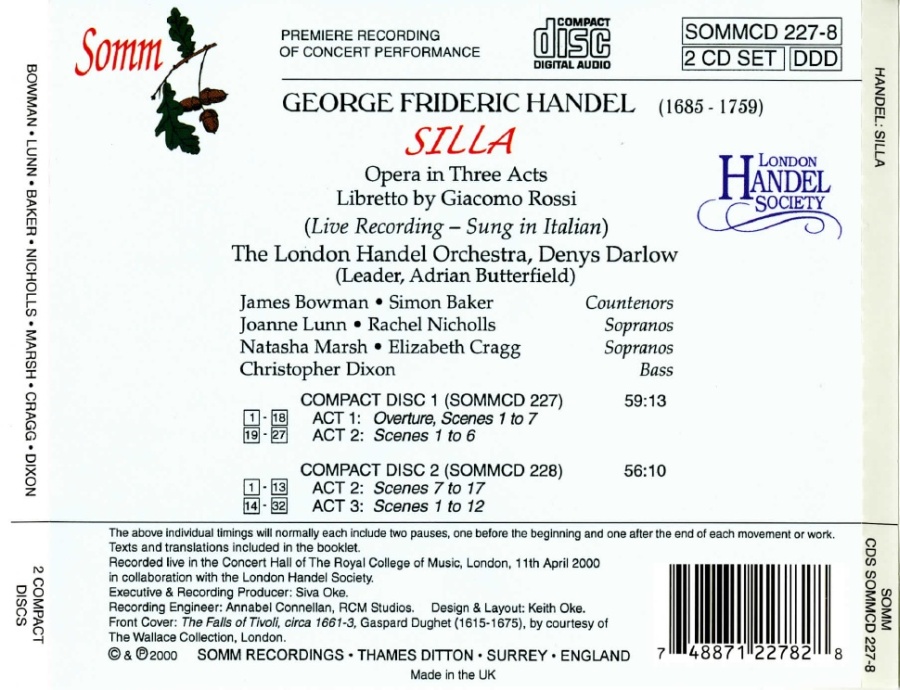 Somm
PREMIERE RECORDING
OF CONCERT PERFORMANCE
COMPACT
disc
DIGITAL AUDIO
SOMMCD 227-8
2 CD SET DDD
GEORGE FRIDERIC HANDEL (1685 - 1759)
SILLA
Opera in Three Acts
Libretto by Giacomo Rossi
(Live Recording – Sung in Italian)
LONDON
HANDEL
SOCIETY
The London Handel Orchestra, Denys Darlow
(Leader, Adrian Butterfield)
James Bowman • Simon Baker Countenors
Joanne Lunn • Rachel Nicholls Sopranos
Natasha Marsh • Elizabeth Cragg Sopranos
Christopher Dixon Bass
COMPACT DISC 1 (SOMMCD 227) 59:13
1 - 18 ACT 1: Overture, Scenes 1 to 7
19 - 27 ACT 2: Scenes 1 to 6
COMPACT DISC 2 (SOMMCD 228) 56:10
1 - 13 ACT 2: Scenes 7 to 17
14 - 32 ACT 3: Scenes 1 to 12
The above individual timings will normally each include two pauses, one before the beginning and one after the end of each movement or work.
Texts and translations included in the booklet.
Recorded live in the Concert Hall of The Royal College of Music, London, 11th April 2000
in collaboration with the London Handel Society.
Executive & Recording Producer: Siva Oke.
Recording Engineer: Annabel Connellan, RCM Studios. Design & Layout: Keith Oke.
Front Cover: The Falls of Tivoli, circa 1661-3, Gaspard Dughet (1615-1675), by courtesy of
The Wallace Collection, London.
© & ℗ 2000 SOMM RECORDINGS • THAMES DITTON • SURREY • ENGLAND
Made in the UK
7 48871 22782 8
BOWMAN • LUNN • BAKER • NICHOLLS • MARSH • CRAGG • DIXON
2 COMPACT
DISCS
HANDEL: SILLA
SOMM
CDS SOMMCD 227-8